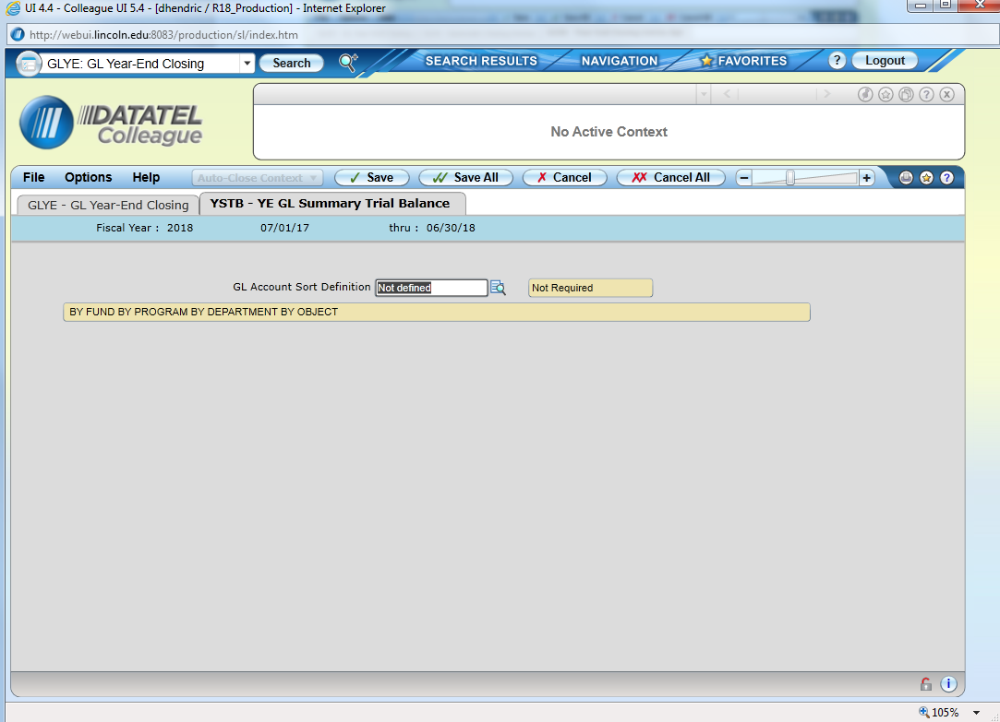 UI 4.4 - Colleague UI 5.4 - [dhendric / R18_Production] - Internet Explorer
http://webui.lincoln.edu:8083/production/sl/index.htm
GLYE: GL Year-End Closing Search SEARCH RESULTS NAVIGATION FAVORITES ? Logout
DATATEL
Colleague
No Active Context
File Options Help Auto-Close Context Save Save All Cancel Cancel All
GLYE - GL Year-End Closing YSTB - YE GL Summary Trial Balance
Fiscal Year : 2018 07/01/17 thru : 06/30/18
GL Account Sort Definition Not defined Not Required
BY FUND BY PROGRAM BY DEPARTMENT BY OBJECT
105%